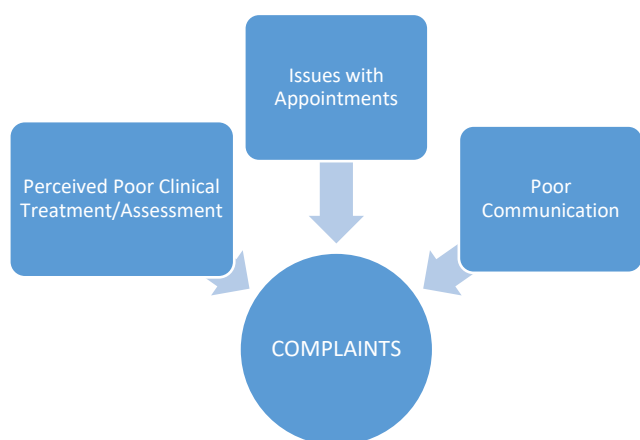 Issues with
Appointments
Perceived Poor Clinical
Treatment/Assessment
Poor
Communication
COMPLAINTS